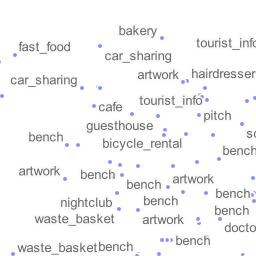 bakery
fast_food
tourist_info
car_sharing
car_sharing
artwork
hairdresser
tourist_info
cafe
pitch
guesthouse
bench
bicycle_rental
bench
artwork
bench
artwork
bench
bench
nightclub
bench
bench
waste_basket
artwork
bench
waste_basket
bench